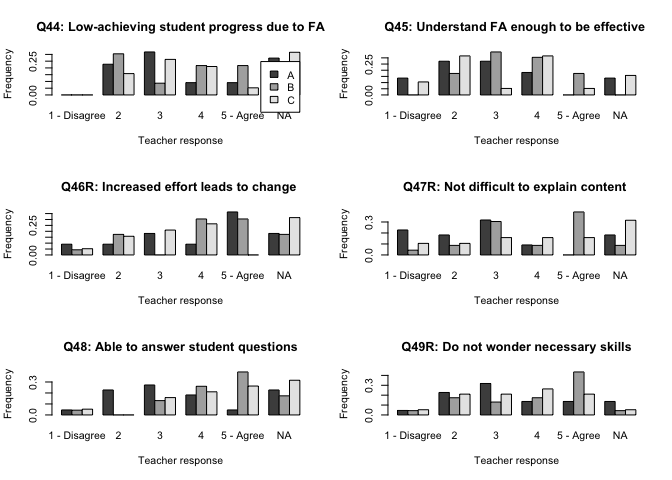 Q44: Low-achieving student progress due to FA
Frequency
0.00
0.25
1 - Disagree 2 3 4 5 - Agree NA
Teacher response
A
B
C
Q45: Understand FA enough to be effective
Frequency
0.00
0.25
1 - Disagree 2 3 4 5 - Agree NA
Teacher response
Q46R: Increased effort leads to change
Frequency
0.00
0.25
1 - Disagree 2 3 4 5 - Agree NA
Teacher response
Q47R: Not difficult to explain content
Frequency
0.0
0.3
1 - Disagree 2 3 4 5 - Agree NA
Teacher response
Q48: Able to answer student questions
Frequency
0.0
0.3
1 - Disagree 2 3 4 5 - Agree NA
Teacher response
Q49R: Do not wonder necessary skills
Frequency
0.0
0.3
1 - Disagree 2 3 4 5 - Agree NA
Teacher response